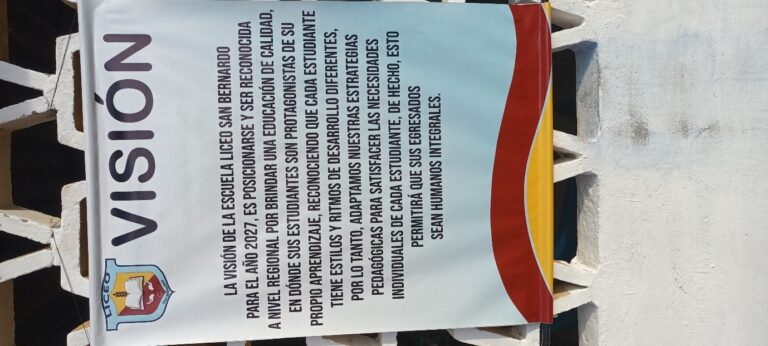 LICEO
VISIÓN
LA VISIÓN DE LA ESCUELA LICEO SAN BERNARDO
PARA EL AÑO 2027, ES POSICIONARSE Y SER RECONOCIDA
A NIVEL REGIONAL POR BRINDAR UNA EDUCACIÓN DE CALIDAD,
EN DÓNDE SUS ESTUDIANTES SON PROTAGONISTAS DE SU
PROPIO APRENDIZAJE, RECONOCIENDO QUE CADA ESTUDIANTE
TIENE ESTILOS Y RITMOS DE DESARROLLO DIFERENTES,
POR LO TANTO, ADAPTAMOS NUESTRAS ESTRATEGIAS
PEDAGÓGICAS PARA SATISFACER LAS NECESIDADES
INDIVIDUALES DE CADA ESTUDIANTE, DE HECHO, ESTO
PERMITIRÁ QUE SUS EGRESADOS
SEAN HUMANOS INTEGRALES.